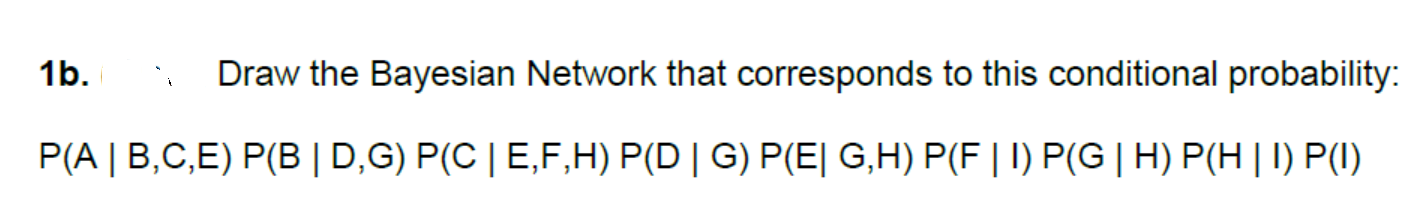 1b. Draw the Bayesian Network that corresponds to this conditional probability:
P(A | B,C,E) P(B | D,G) P(C | E,F,H) P(D | G) P(E| G,H) P(F | I) P(G | H) P(H | I) P(I)